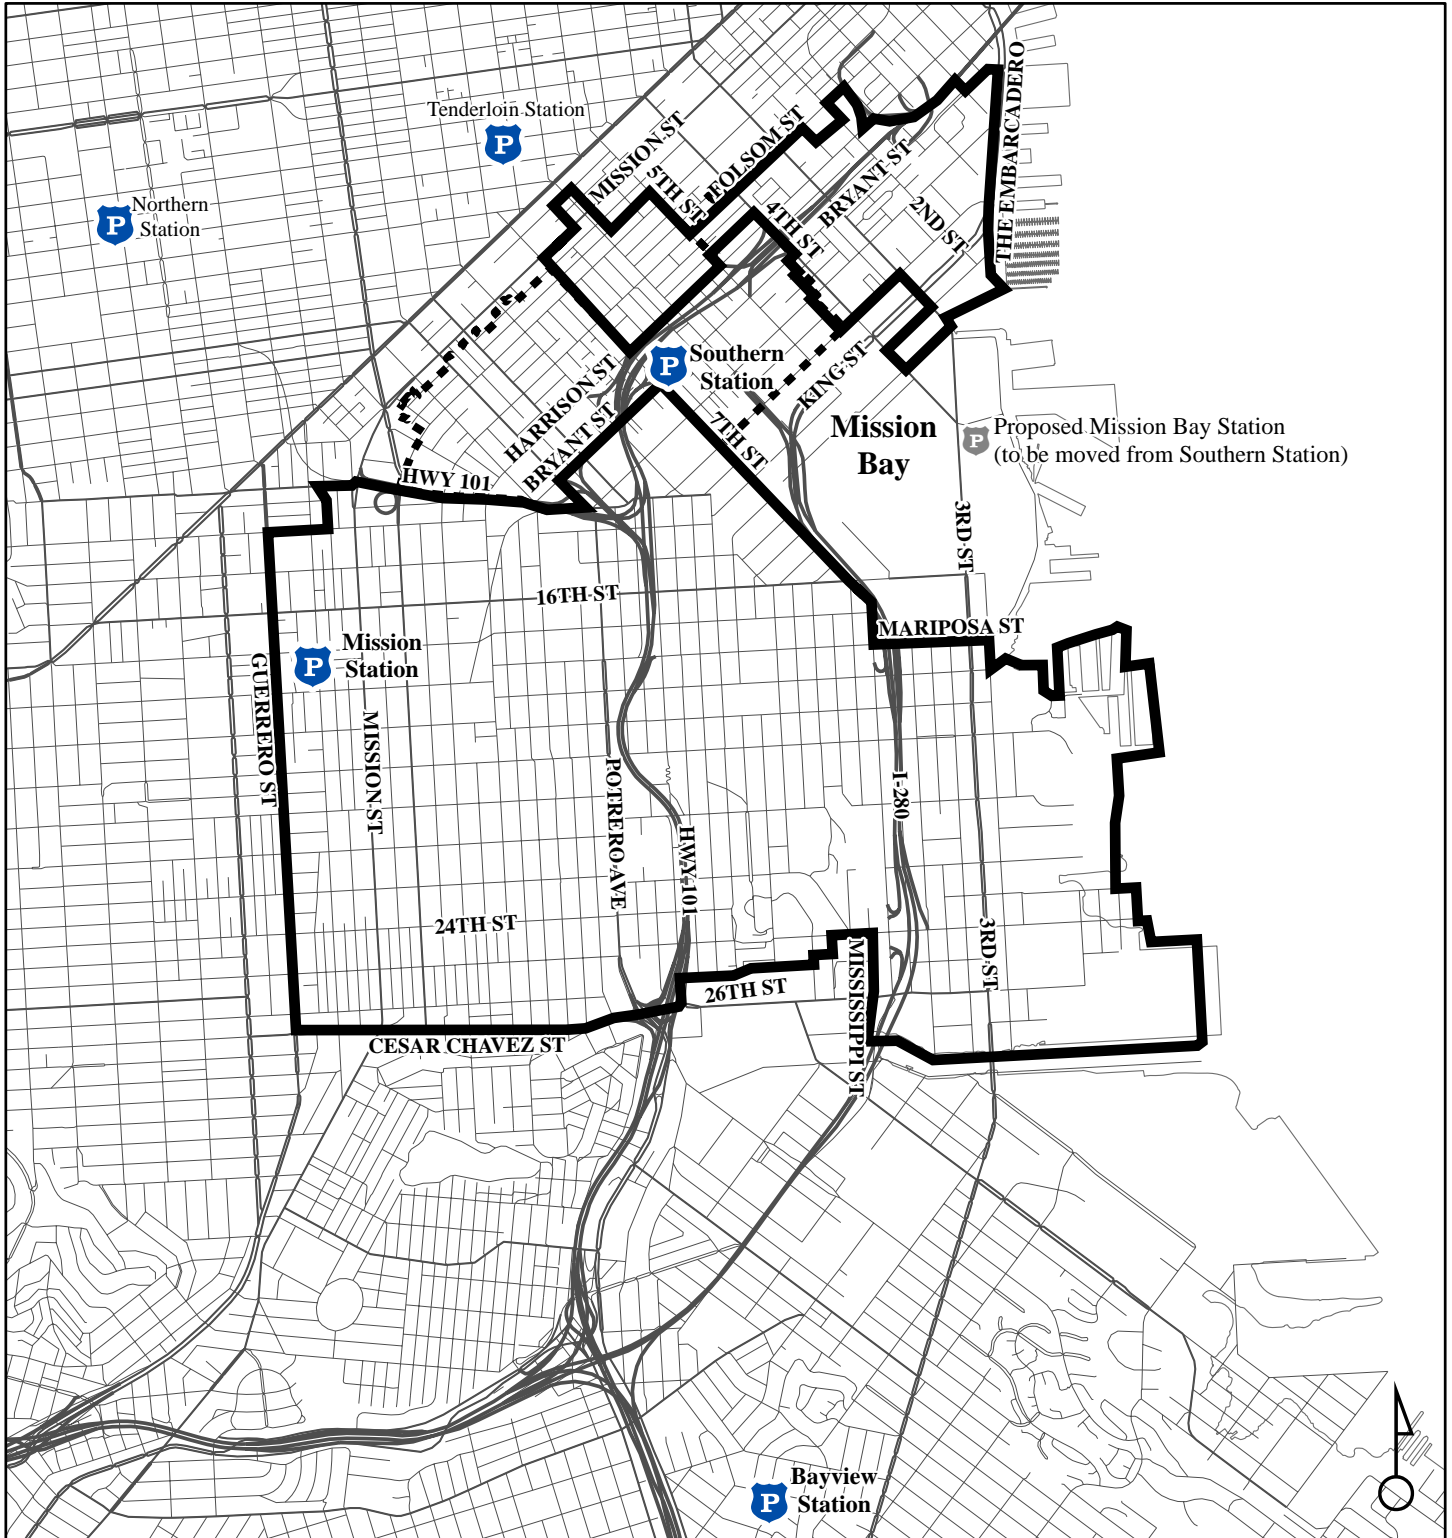 THE EMBARCADERO
Tenderloin Station
P
MISSION ST
FOLSOM ST
5TH ST
BRYANT ST
4TH ST
2ND ST
P
Northern
Station
P
Southern
Station
KING ST
HARRISON ST
BRYANT ST
7TH ST
Mission
Bay
P
Proposed Mission Bay Station
(to be moved from Southern Station)
HWY 101
3RD ST
16TH ST
MARIPOSA ST
P
Mission
Station
GUERRERO ST
MISSION ST
POTRERO AVE
HWY 101
I-280
24TH ST
3RD ST
26TH ST
MISSISSIPPI ST
CESAR CHAVEZ ST
P
Bayview
Station